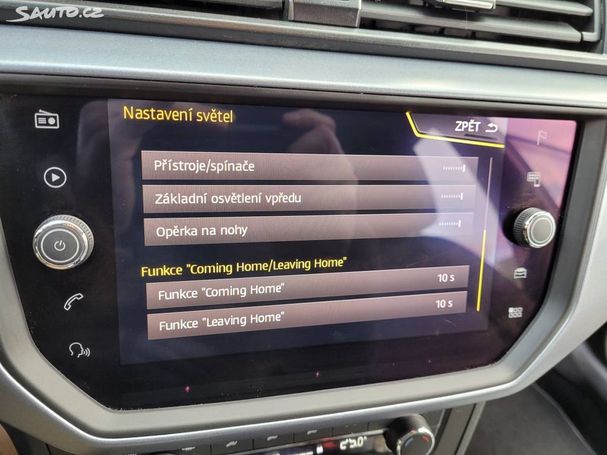 Sauto.cz
Nastavení světel
ZPĚT
Přístroje/spínače
Základní osvětlení vpředu
Opěrka na nohy
Funkce "Coming Home/Leaving Home"
Funkce "Coming Home" 10 s
Funkce "Leaving Home" 10 s